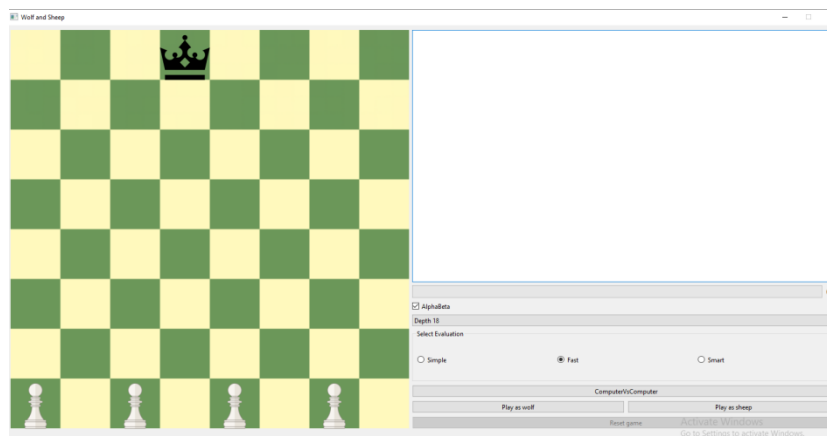 Wolf and Sheep
AlphaBeta
Depth 18
Select Evaluation
Simple
Fast
Smart
ComputerVsComputer
Play as wolf
Play as sheep
Reset game
Activate Windows
Go to Settings to activate Windows.